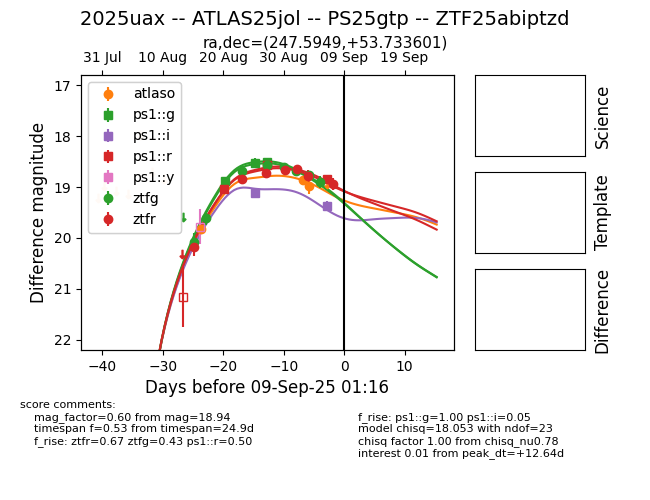 2025uax -- ATLAS25jol -- PS25gtp -- ZTF25abiptzd
ra,dec=(247.5949,+53.733601)
31 Jul 10 Aug 20 Aug 30 Aug 09 Sep 19 Sep
17
18
19
20
21
22
Difference magnitude
atlaso
ps1::g
ps1::i
ps1::r
ps1::y
ztfg
ztfr
−40 −30 −20 −10 0 10
Days before 09-Sep-25 01:16
Science
Template
Difference
score comments:
mag_factor=0.60 from mag=18.94
timespan f=0.53 from timespan=24.9d
f_rise: ztfr=0.67 ztfg=0.43 ps1::r=0.50
f_rise: ps1::g=1.00 ps1::i=0.05
model chisq=18.053 with ndof=23
chisq factor 1.00 from chisq_nu0.78
interest 0.01 from peak_dt=+12.64d